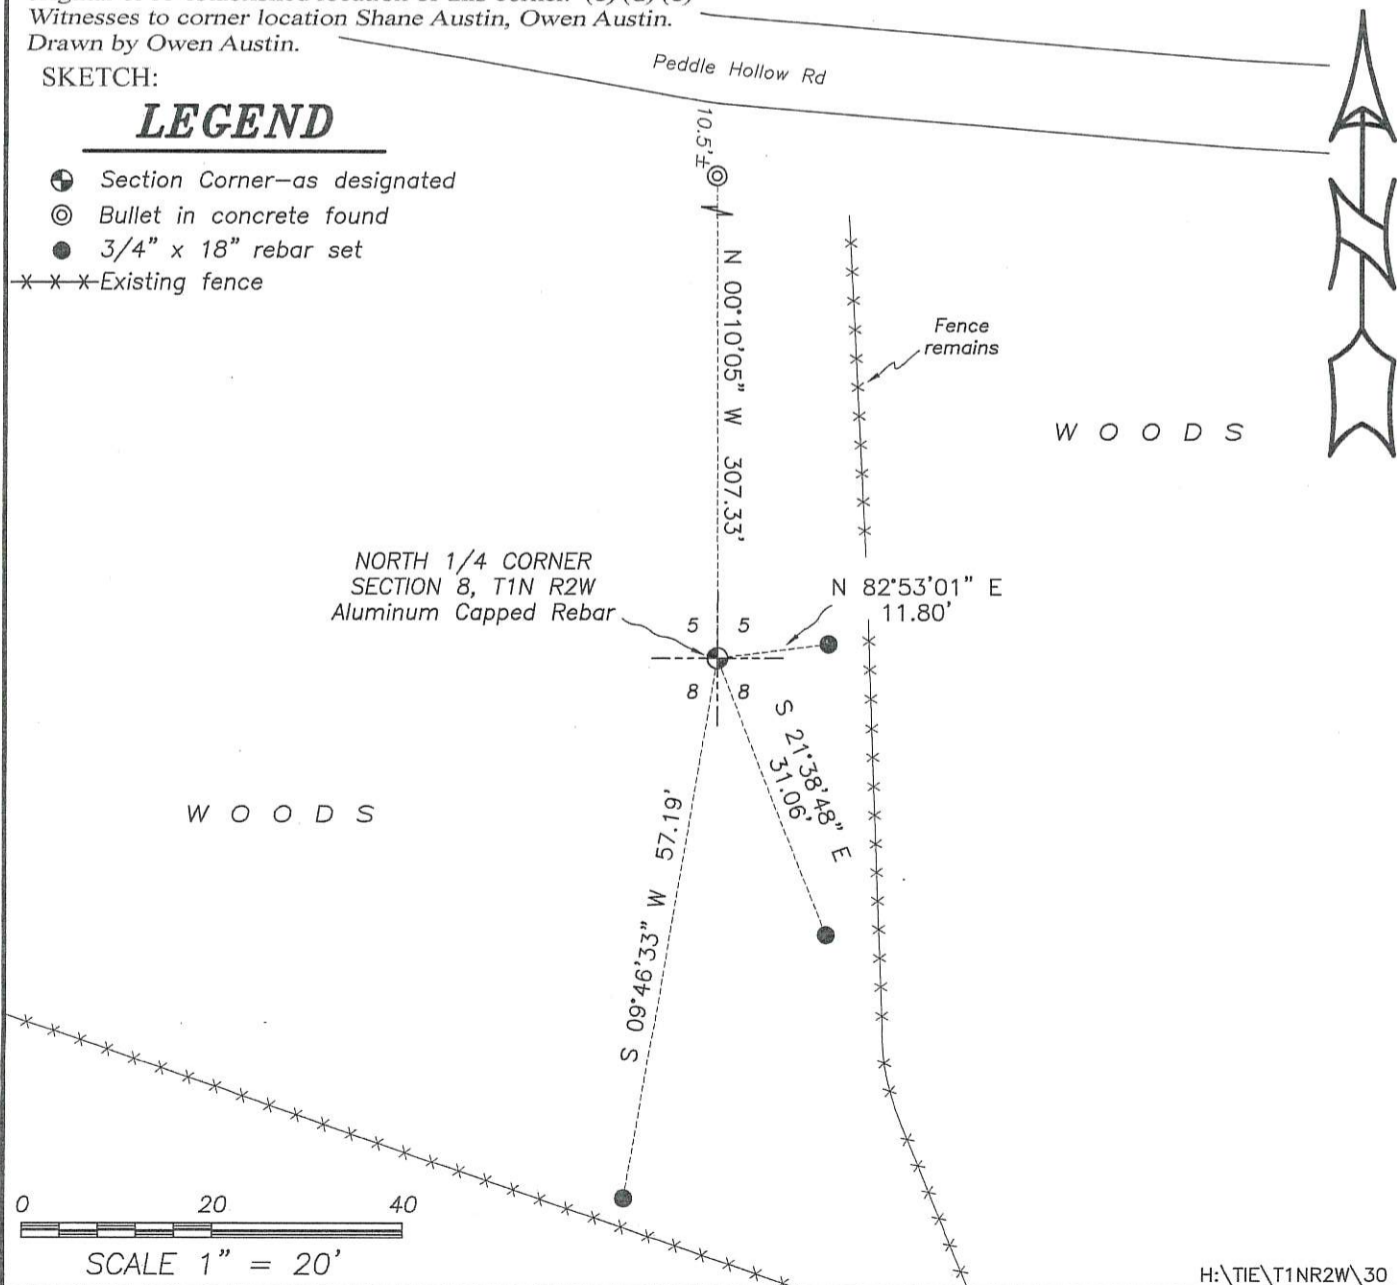 Witnesses to corner location Shane Austin, Owen Austin.
Drawn by Owen Austin.
SKETCH:
LEGEND
Section Corner—as designated
Bullet in concrete found
3/4" x 18" rebar set
Existing fence
Peddle Hollow Rd
10.5'±
N 00°10'05" W 307.33'
Fence
remains
W O O D S
N
NORTH 1/4 CORNER
SECTION 8, T1N R2W
Aluminum Capped Rebar
5 5
8 8
N 82°53'01" E
11.80'
S 21°38'48" E
31.06'
W O O D S
S 09°46'33" W 57.19'
0 20 40
SCALE 1" = 20'
H:\TIE\T1NR2W\30